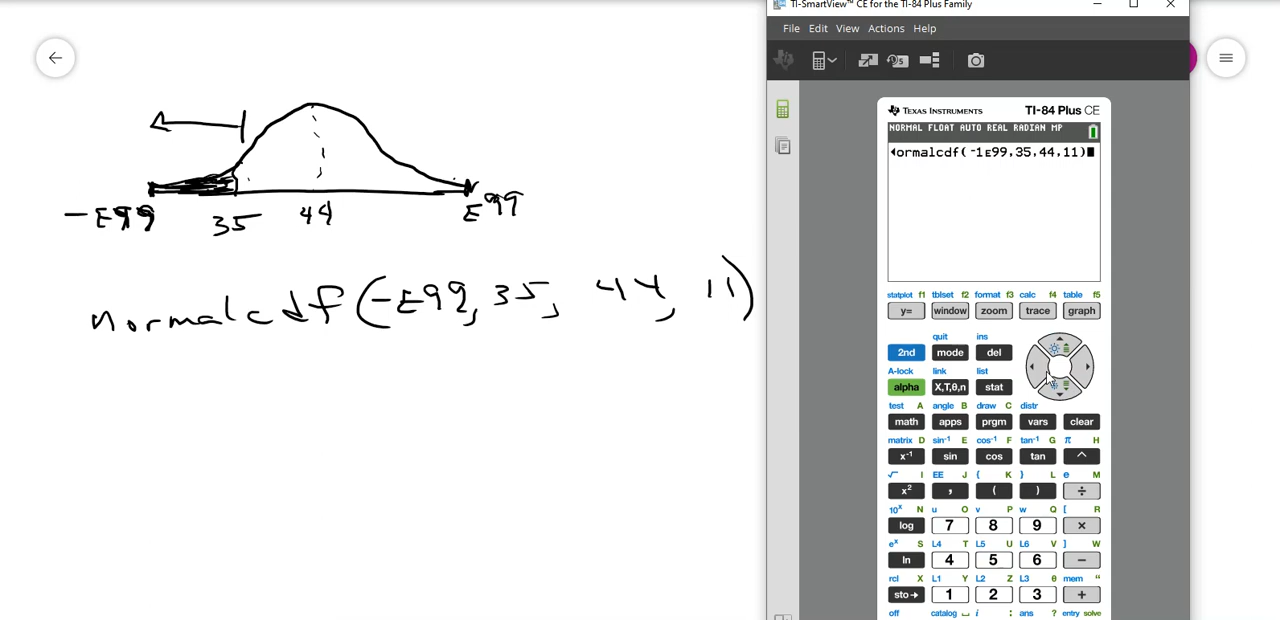 -E99 35 44 E99
normalcdf(-E99, 35, 44, 11)
TI-SmartView™ CE for the TI-84 Plus Family
File Edit View Actions Help
TEXAS INSTRUMENTS TI-84 Plus CE
NORMAL FLOAT AUTO REAL RADIAN MP
ormalcdf(-1E99,35,44,11)
statplot f1 tblset f2 format f3 calc f4 table f5
y= window zoom trace graph
quit ins
2nd mode del
A-lock link list
alpha X,T,θ,n stat
test A angle B draw C distr
math apps prgm vars clear
matrix D sin-1 E cos-1 F tan-1 G π H
x-1 sin cos tan ^
√ I EE J { K } L e M
x² , ( ) ÷
10ˣ N u O v P w Q [ R
log 7 8 9 ×
eˣ S L4 T L5 U L6 V ] W
ln 4 5 6 −
rcl X L1 Y L2 Z L3 θ mem “
sto→ 1 2 3 +
off catalog ⎵ i : ans ? entry solve